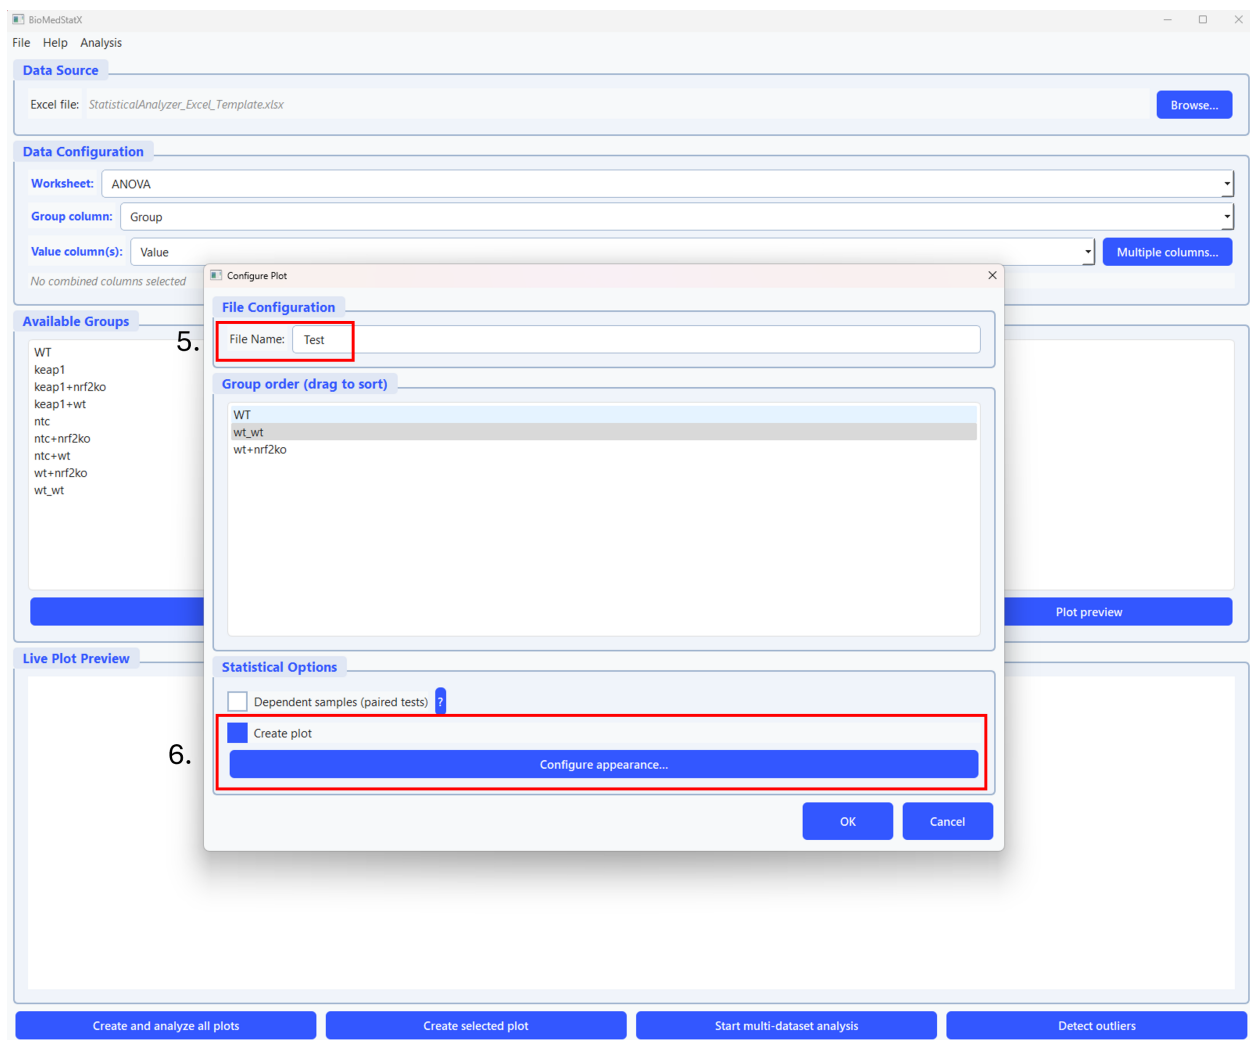 BioMedStatX
File Help Analysis
Data Source
Excel file: StatisticalAnalyzer_Excel_Template.xlsx
Browse...
Data Configuration
Worksheet: ANOVA
Group column: Group
Value column(s): Value
Multiple columns...
No combined columns selected
Available Groups
WT
keap1
keap1+nrf2ko
keap1+wt
ntc
ntc+nrf2ko
ntc+wt
wt+nrf2ko
wt_wt
Configure Plot
File Configuration
5.
File Name: Test
Group order (drag to sort)
WT
wt_wt
wt+nrf2ko
Statistical Options
Dependent samples (paired tests) ?
6.
Create plot
Configure appearance...
OK Cancel
Plot preview
Live Plot Preview
Create and analyze all plots
Create selected plot
Start multi-dataset analysis
Detect outliers